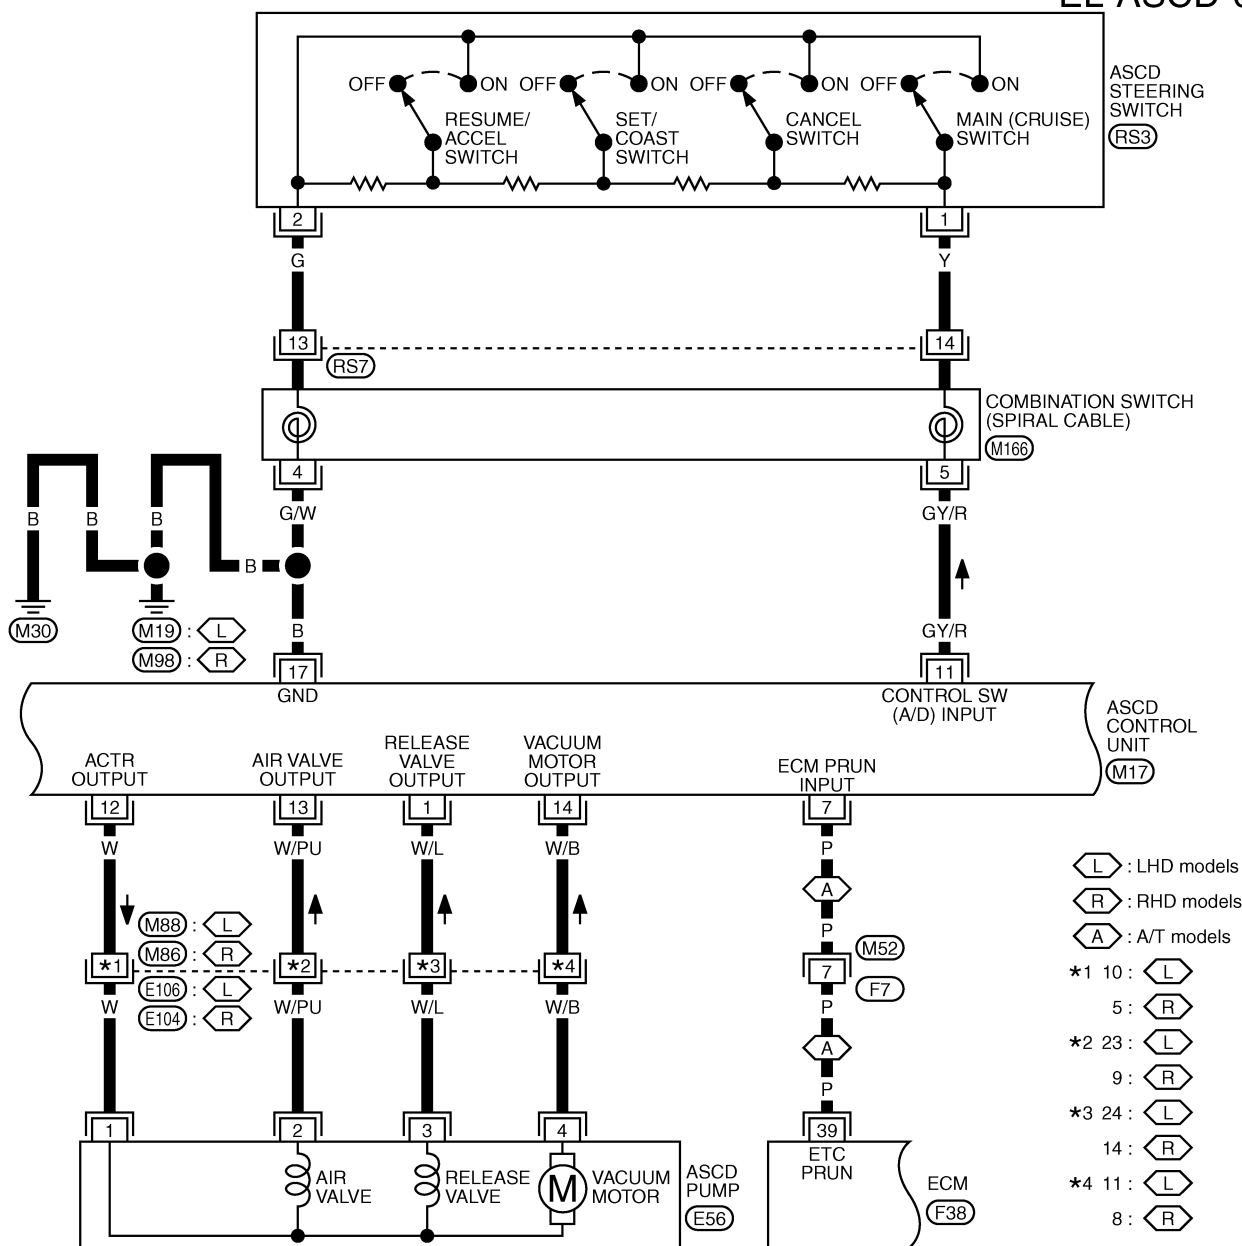 OFF ON OFF ON OFF ON OFF ON
RESUME/
ACCEL
SWITCH
SET/
COAST
SWITCH
CANCEL
SWITCH
MAIN (CRUISE)
SWITCH
ASCD
STEERING
SWITCH
RS3
2 1
G Y
13 14
RS7
COMBINATION SWITCH
(SPIRAL CABLE)
M166
4 5
G/W GY/R
B B B
B
M30
M19 : L
M98 : R
B GY/R
17 11
GND
CONTROL SW
(A/D) INPUT
ASCD
CONTROL
UNIT
M17
ACTR
OUTPUT
AIR VALVE
OUTPUT
RELEASE
VALVE
OUTPUT
VACUUM
MOTOR
OUTPUT
ECM PRUN
INPUT
12 13 1 14 7
W W/PU W/L W/B P
A
P
M88 : L
M86 : R
*1 *2 *3 *4 7
M52
F7
E106 : L
E104 : R
W W/PU W/L W/B P
A
P
1 2 3 4 39
AIR
VALVE
RELEASE
VALVE
M
VACUUM
MOTOR
ASCD
PUMP
E56
ETC
PRUN
ECM
F38
L : LHD models
R : RHD models
A : A/T models
*1 10 : L
5 : R
*2 23 : L
9 : R
*3 24 : L
14 : R
*4 11 : L
8 : R